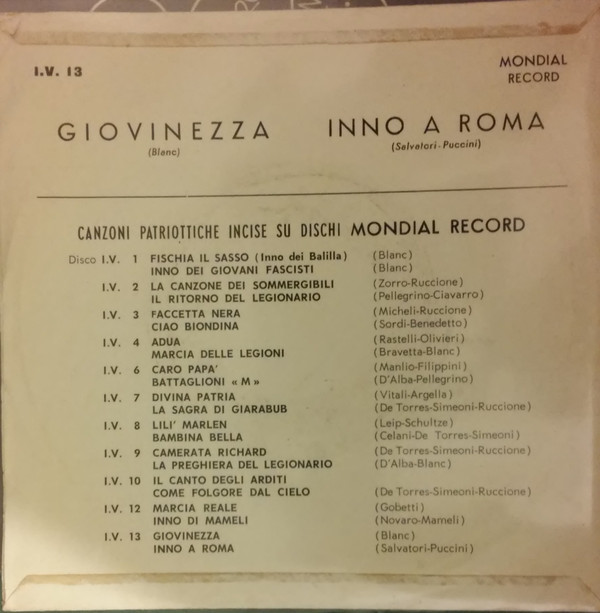 I.V. 13
MONDIAL
RECORD
GIOVINEZZA
(Blanc)
INNO A ROMA
(Salvatori-Puccini)
CANZONI PATRIOTTICHE INCISE SU DISCHI MONDIAL RECORD
Disco I.V. 1 FISCHIA IL SASSO (Inno dei Balilla) (Blanc)
INNO DEI GIOVANI FASCISTI (Blanc)
I.V. 2 LA CANZONE DEI SOMMERGIBILI (Zorro-Ruccione)
IL RITORNO DEL LEGIONARIO (Pellegrino-Ciavarro)
I.V. 3 FACCETTA NERA (Micheli-Ruccione)
CIAO BIONDINA (Sordi-Benedetto)
I.V. 4 ADUA (Rastelli-Olivieri)
MARCIA DELLE LEGIONI (Bravetta-Blanc)
I.V. 6 CARO PAPA' (Manlio-Filippini)
BATTAGLIONI « M » (D'Alba-Pellegrino)
I.V. 7 DIVINA PATRIA (Vitali-Argella)
LA SAGRA DI GIARABUB (De Torres-Simeoni-Ruccione)
I.V. 8 LILI' MARLEN (Leip-Schultze)
BAMBINA BELLA (Celani-De Torres-Simeoni)
I.V. 9 CAMERATA RICHARD (De Torres-Simeoni-Ruccione)
LA PREGHIERA DEL LEGIONARIO (D'Alba-Blanc)
I.V. 10 IL CANTO DEGLI ARDITI
COME FOLGORE DAL CIELO (De Torres-Simeoni-Ruccione)
I.V. 12 MARCIA REALE (Gobetti)
INNO DI MAMELI (Novaro-Mameli)
I.V. 13 GIOVINEZZA (Blanc)
INNO A ROMA (Salvatori-Puccini)